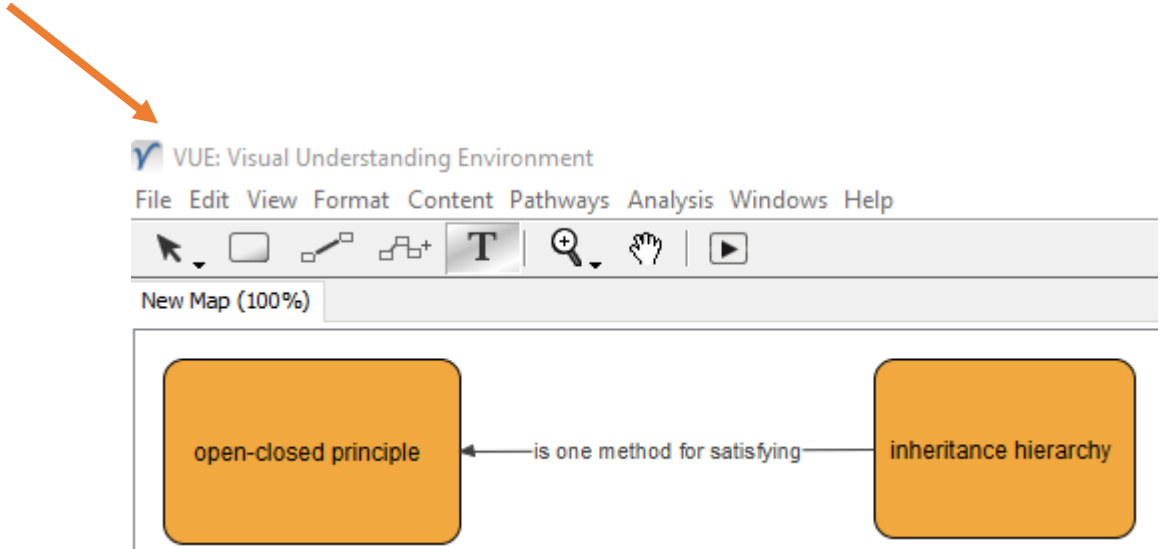 VUE: Visual Understanding Environment
File Edit View Format Content Pathways Analysis Windows Help
T
New Map (100%)
open-closed principle is one method for satisfying inheritance hierarchy